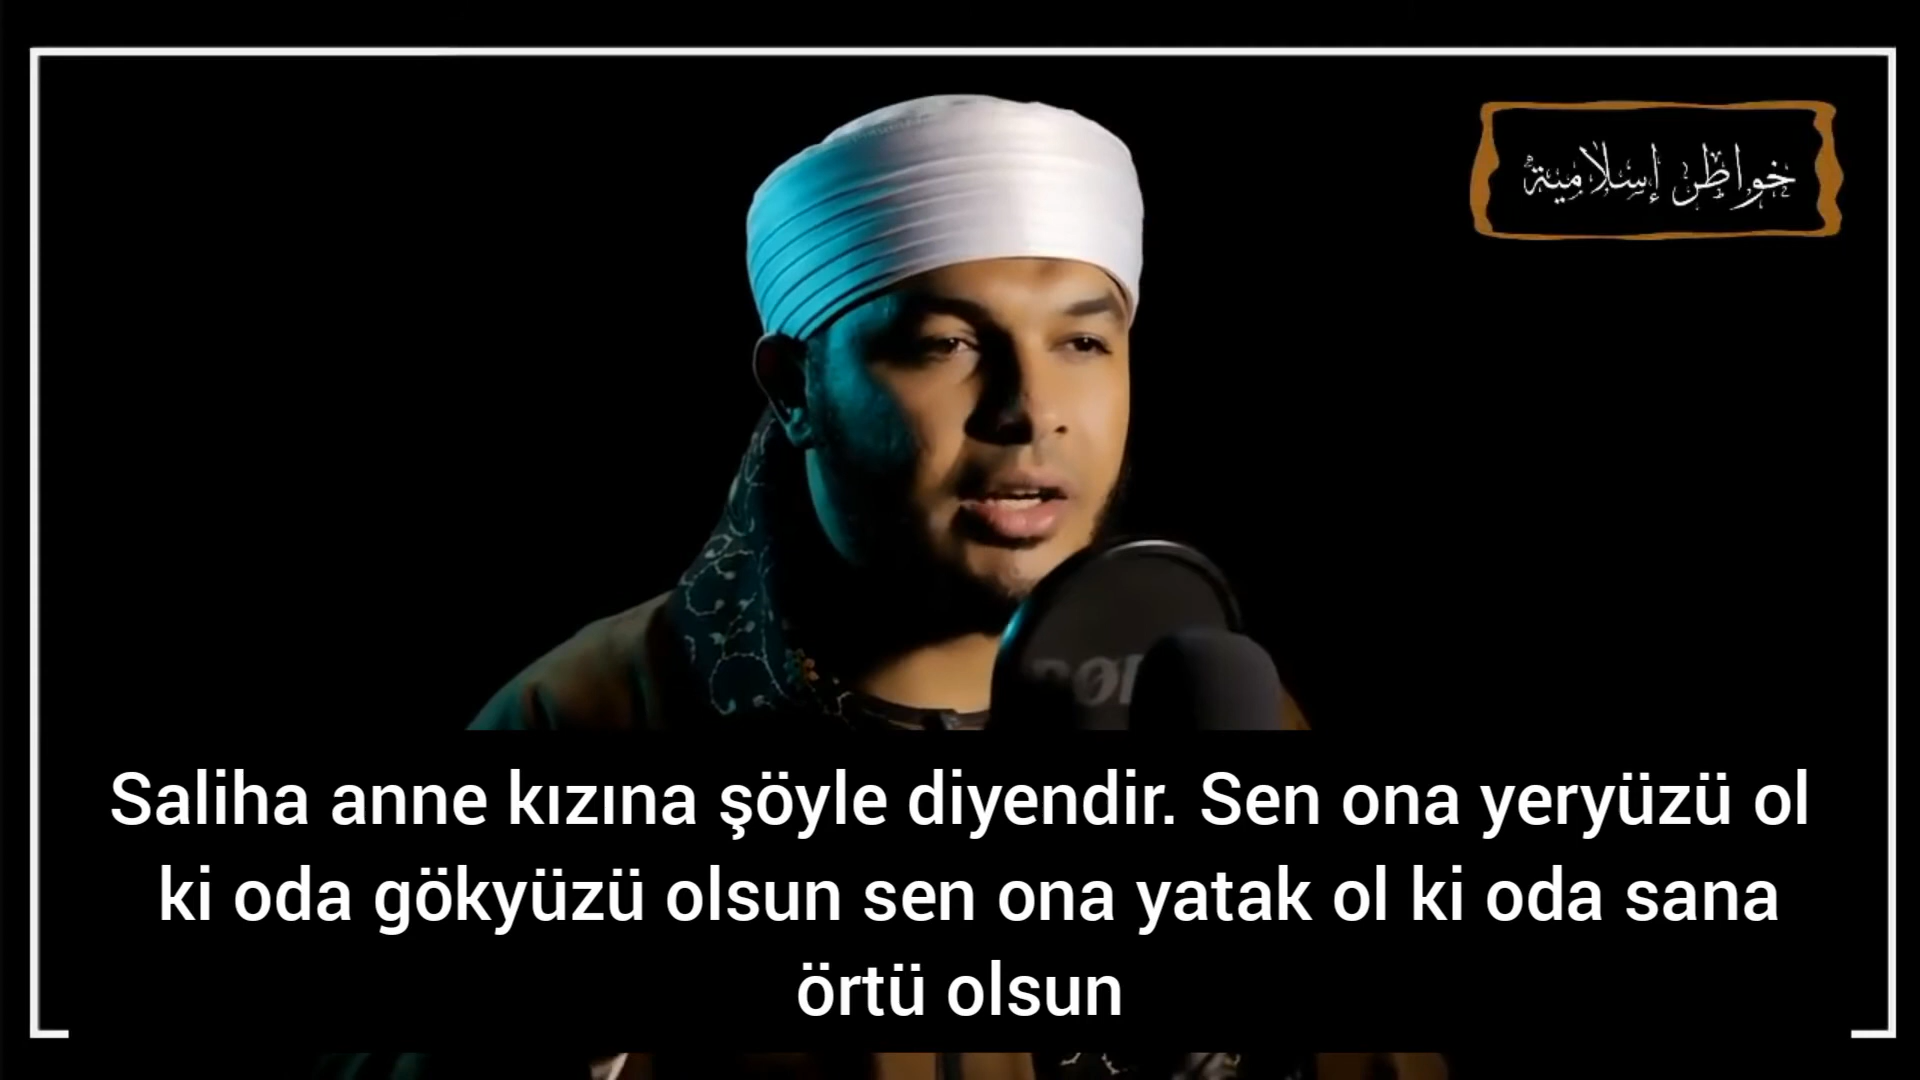 خواطر إسلامية
Saliha anne kızına şöyle diyendir. Sen ona yeryüzü ol
ki oda gökyüzü olsun sen ona yatak ol ki oda sana
örtü olsun